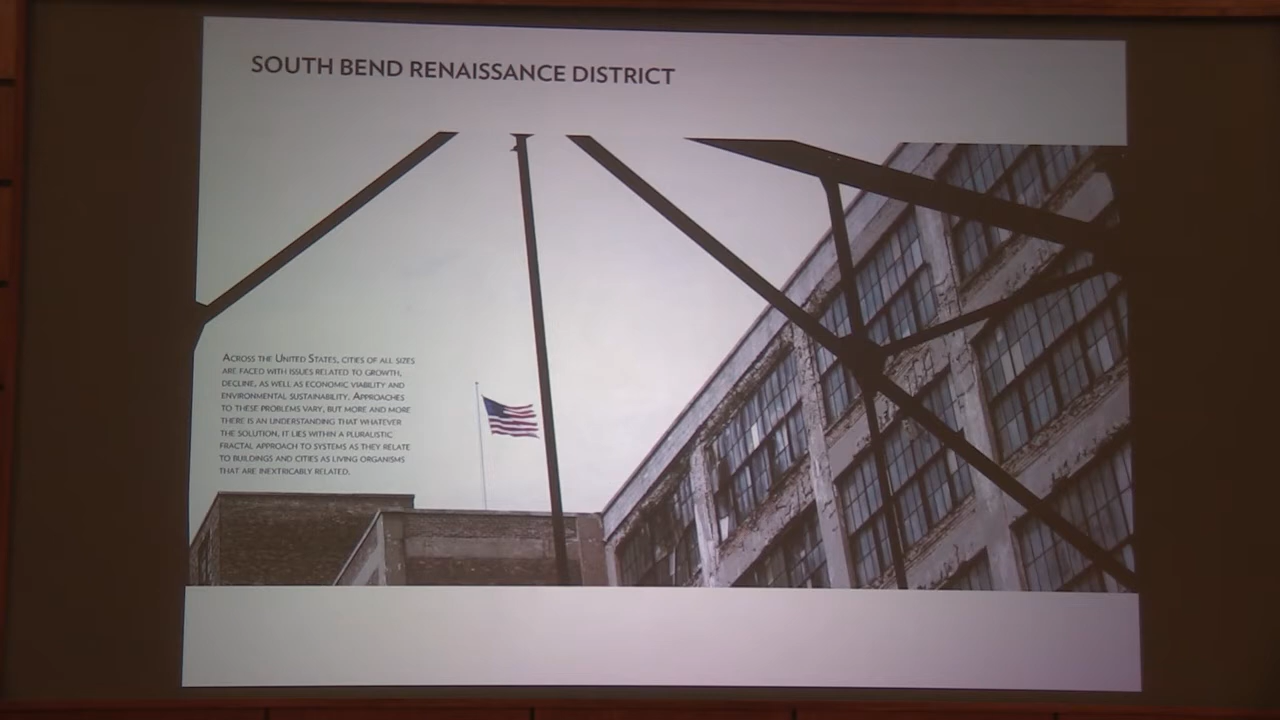 SOUTH BEND RENAISSANCE DISTRICT
ACROSS THE UNITED STATES, CITIES OF ALL SIZES
ARE FACED WITH ISSUES RELATED TO GROWTH,
DECLINE, AS WELL AS ECONOMIC VIABILITY AND
ENVIRONMENTAL SUSTAINABILITY. APPROACHES
TO THESE PROBLEMS VARY, BUT MORE AND MORE
THERE IS AN UNDERSTANDING THAT WHATEVER
THE SOLUTION, IT LIES WITHIN A PLURALISTIC
FRACTAL APPROACH TO SYSTEMS AS THEY RELATE
TO BUILDINGS AND CITIES AS LIVING ORGANISMS
THAT ARE INEXTRICABLY RELATED.